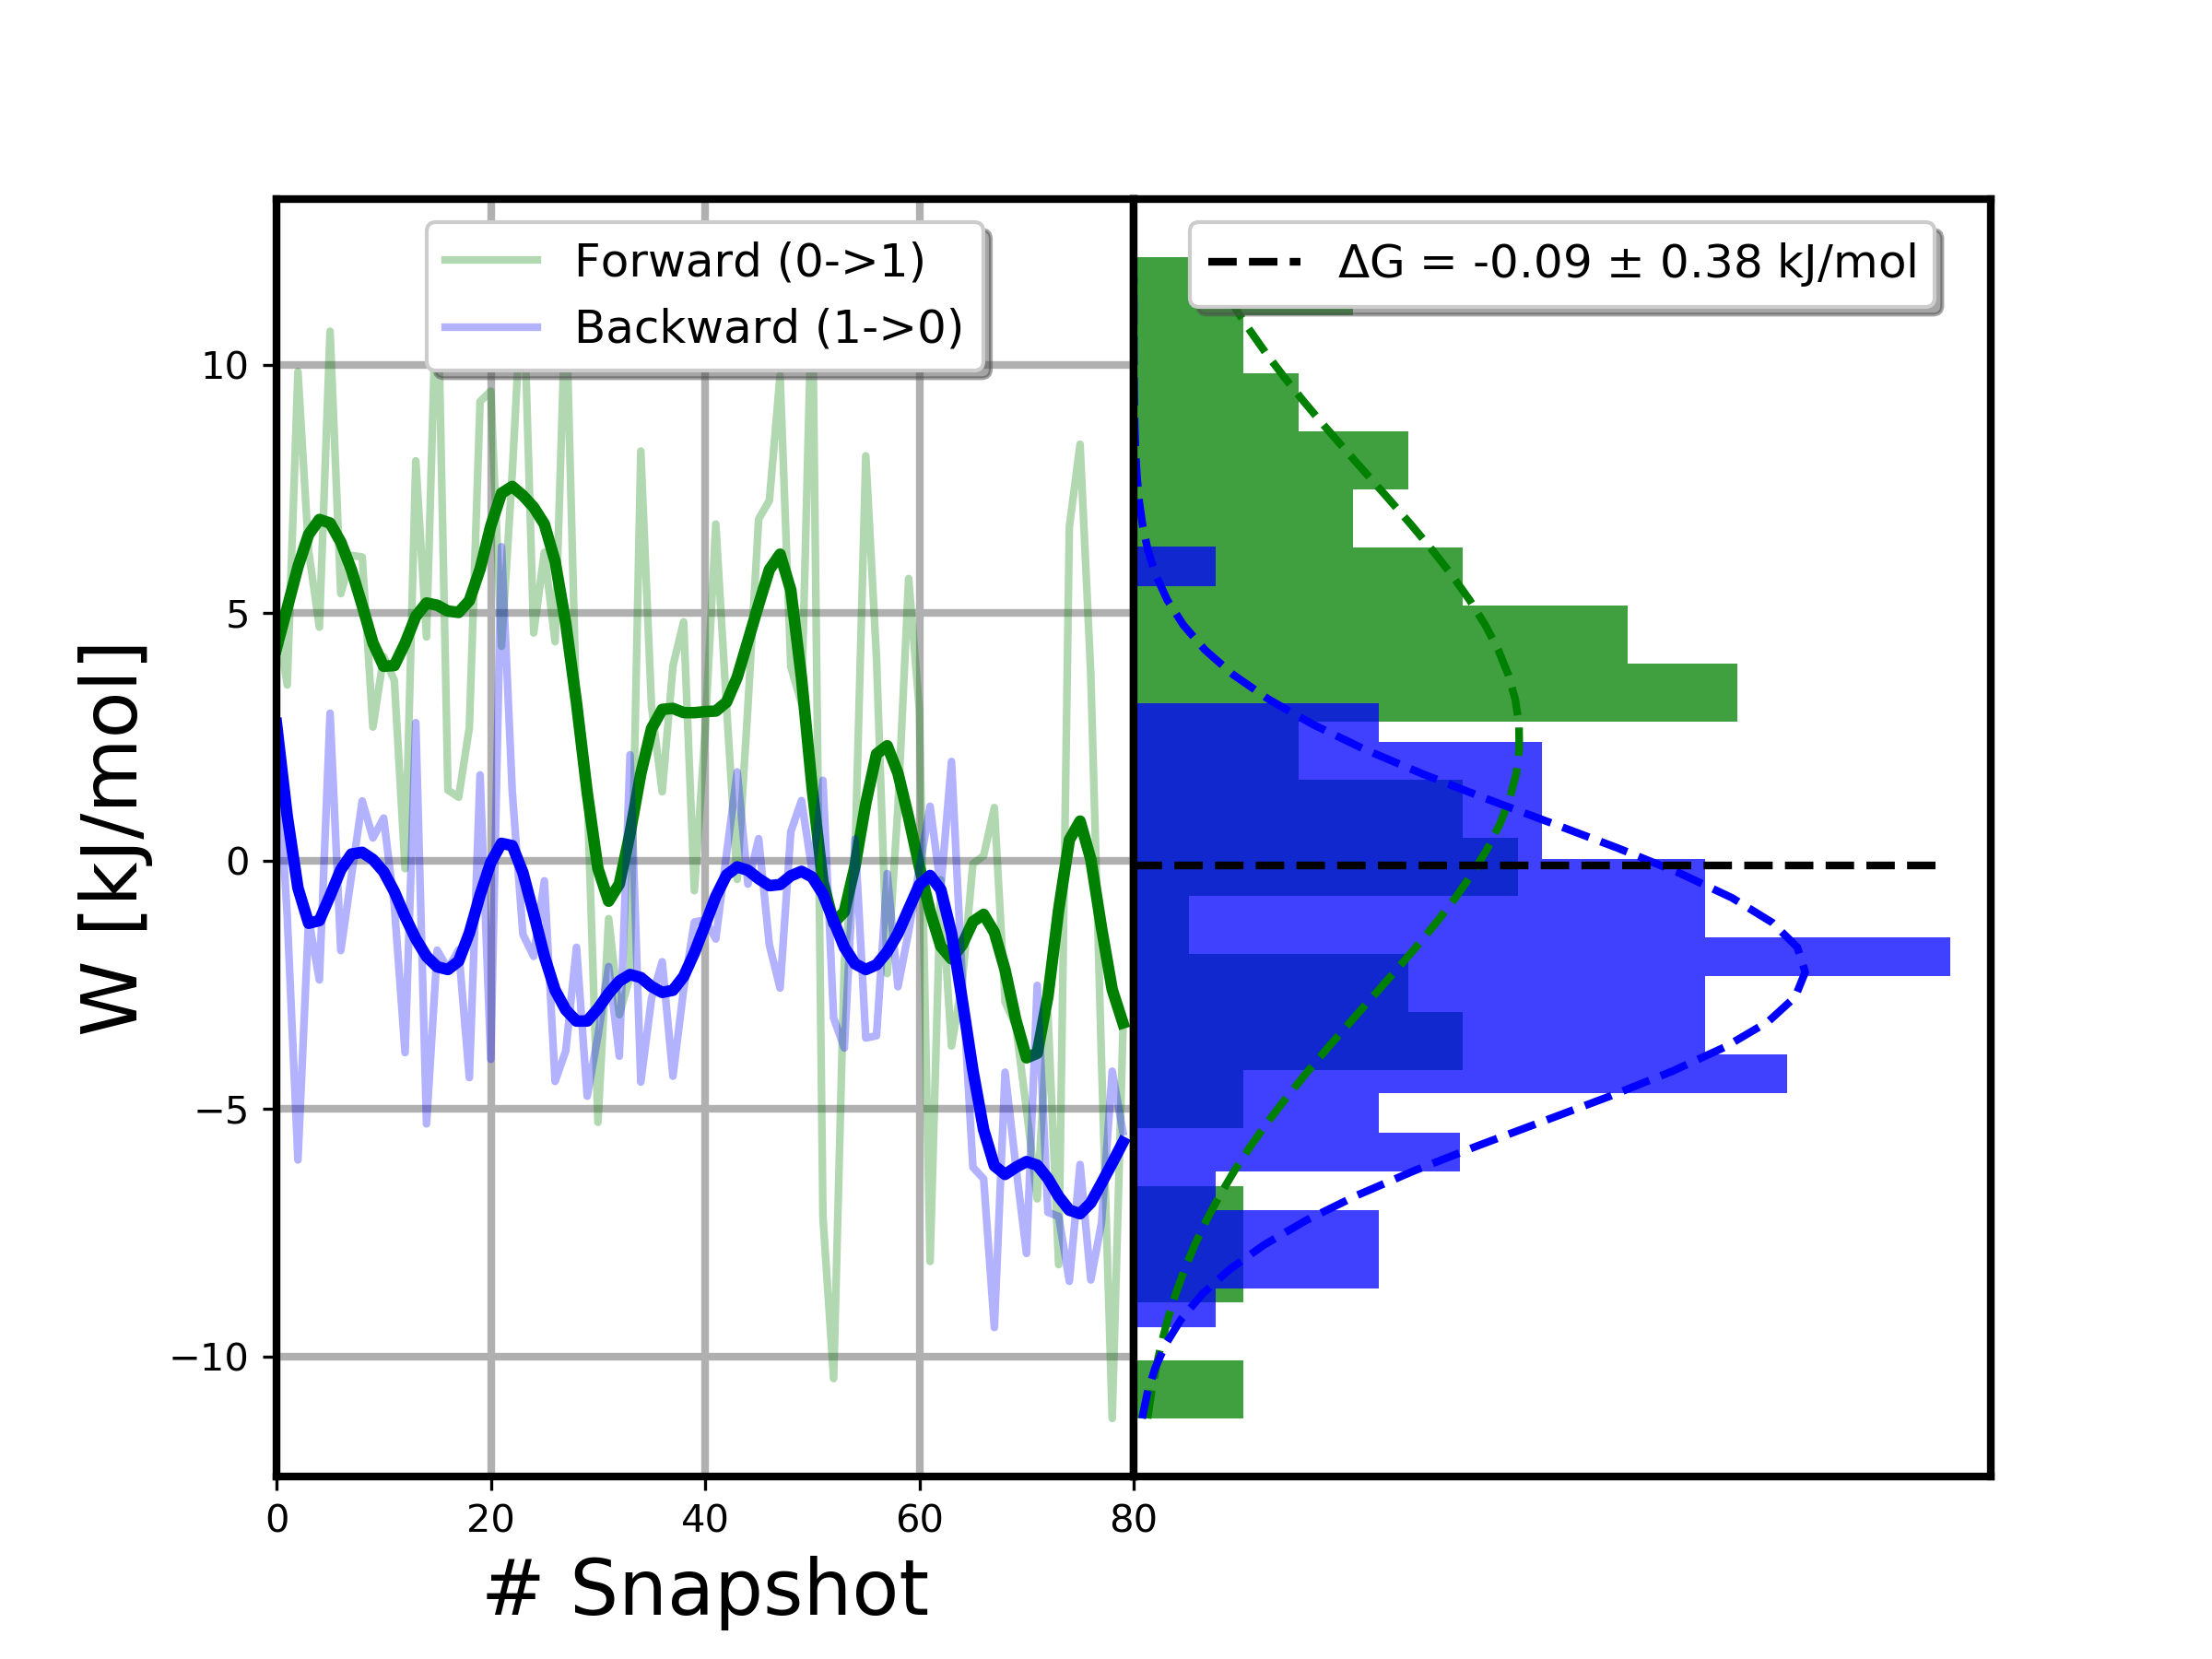 Forward (0->1)
Backward (1->0)
ΔG = -0.09 ± 0.38 kJ/mol
W [kJ/mol]
10
5
0
−5
−10
0 20 40 60 80
# Snapshot